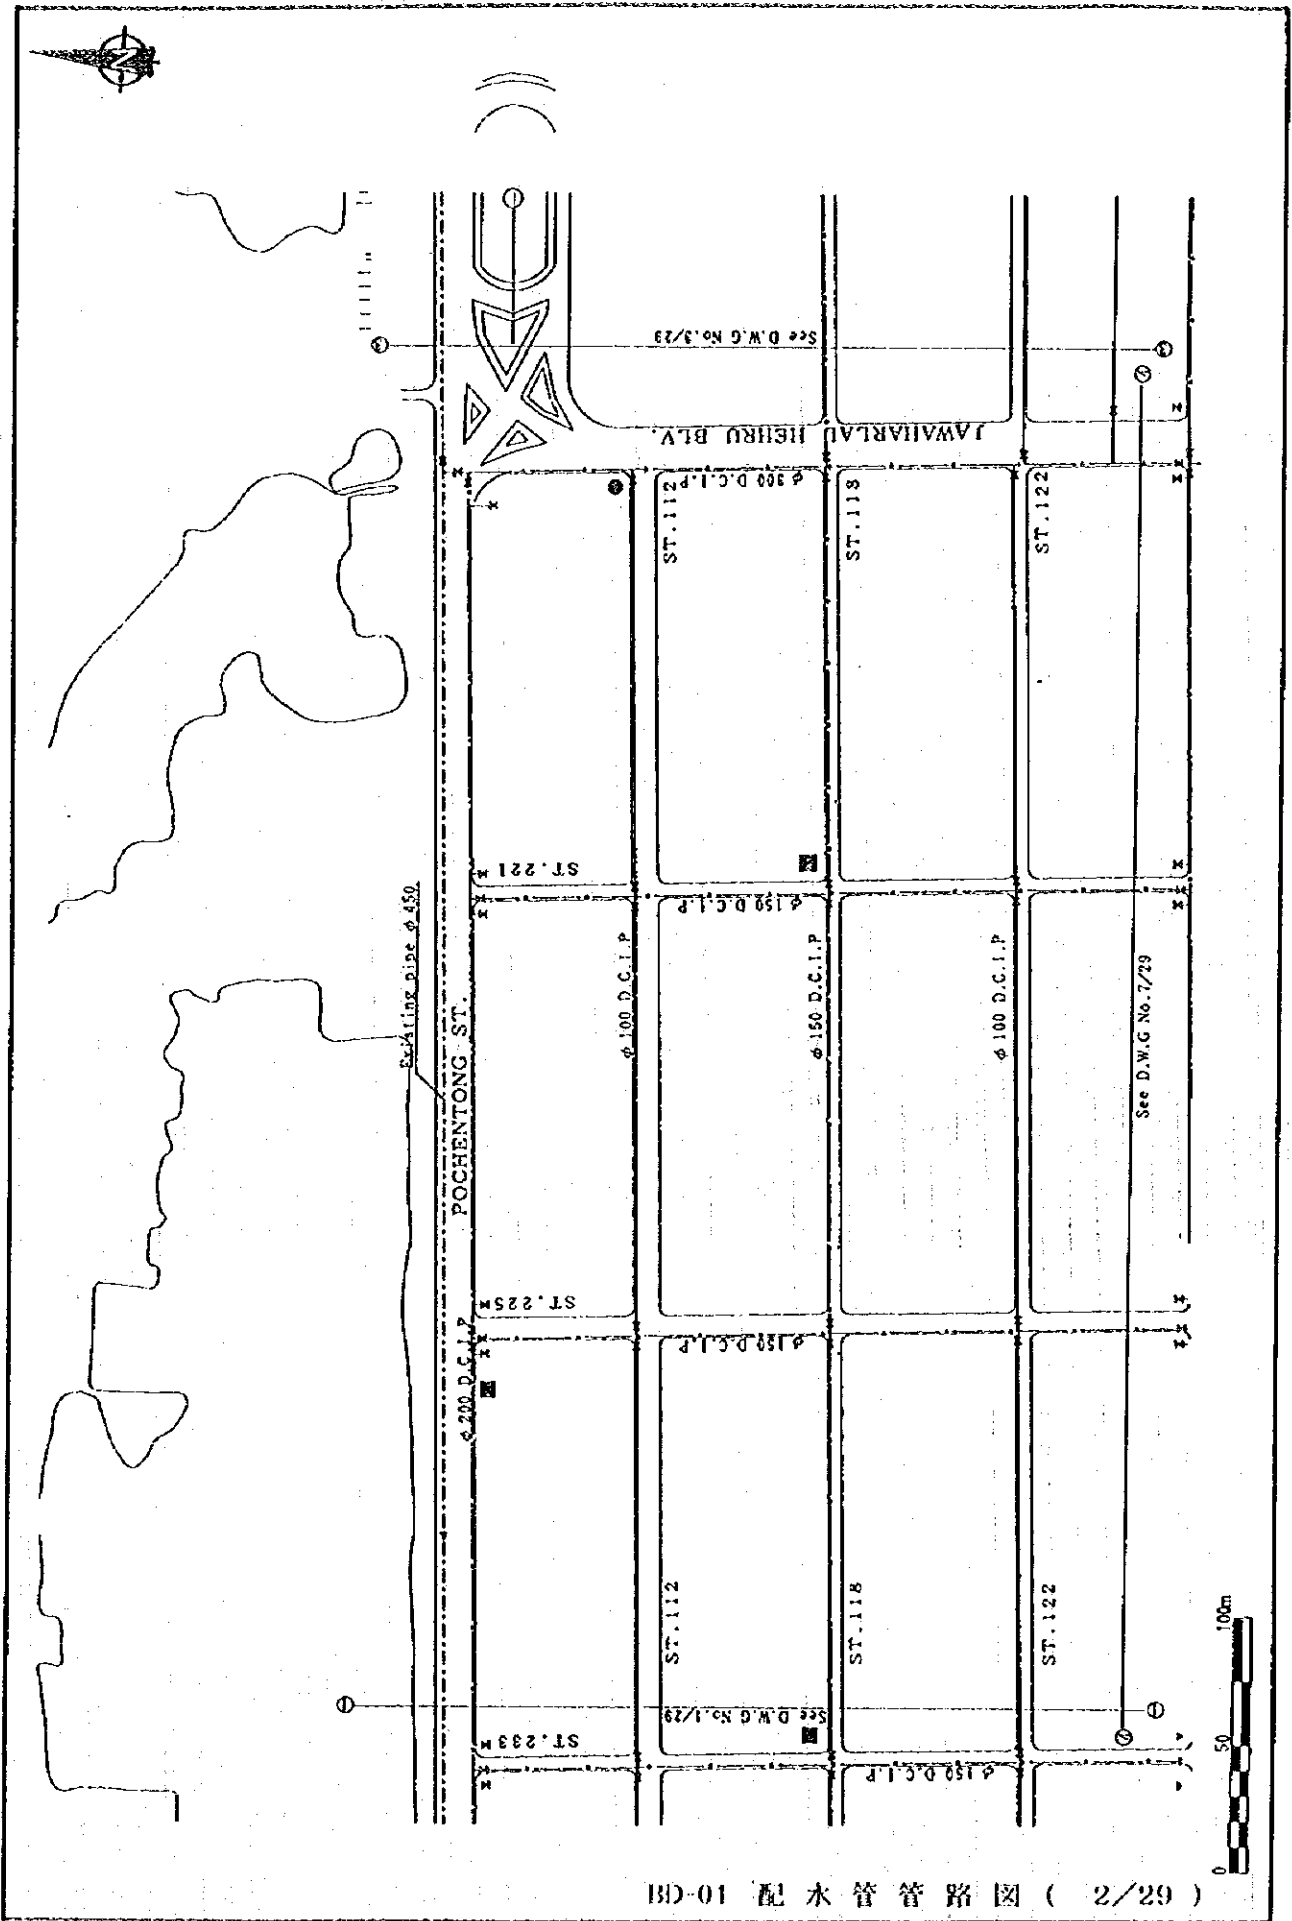 N
See D.W.G No.3/29
JAWAHARLAL HEHRU BLV.
φ300 D.C.I.P
ST.112
ST.118
ST.122
ST.221
φ150 D.C.I.P
Existing pipe φ450
POCHENTONG ST.
φ100 D.C.I.P
φ150 D.C.I.P
φ100 D.C.I.P
See D.W.G No.7/29
ST.225
φ150 D.C.I.P
φ200 D.C.I.P
ST.112
ST.118
ST.122
See D.W.G No.1/29
ST.233
φ150 D.C.I.P
0 50 100m
BD-01 配水管管路図 ( 2/29 )